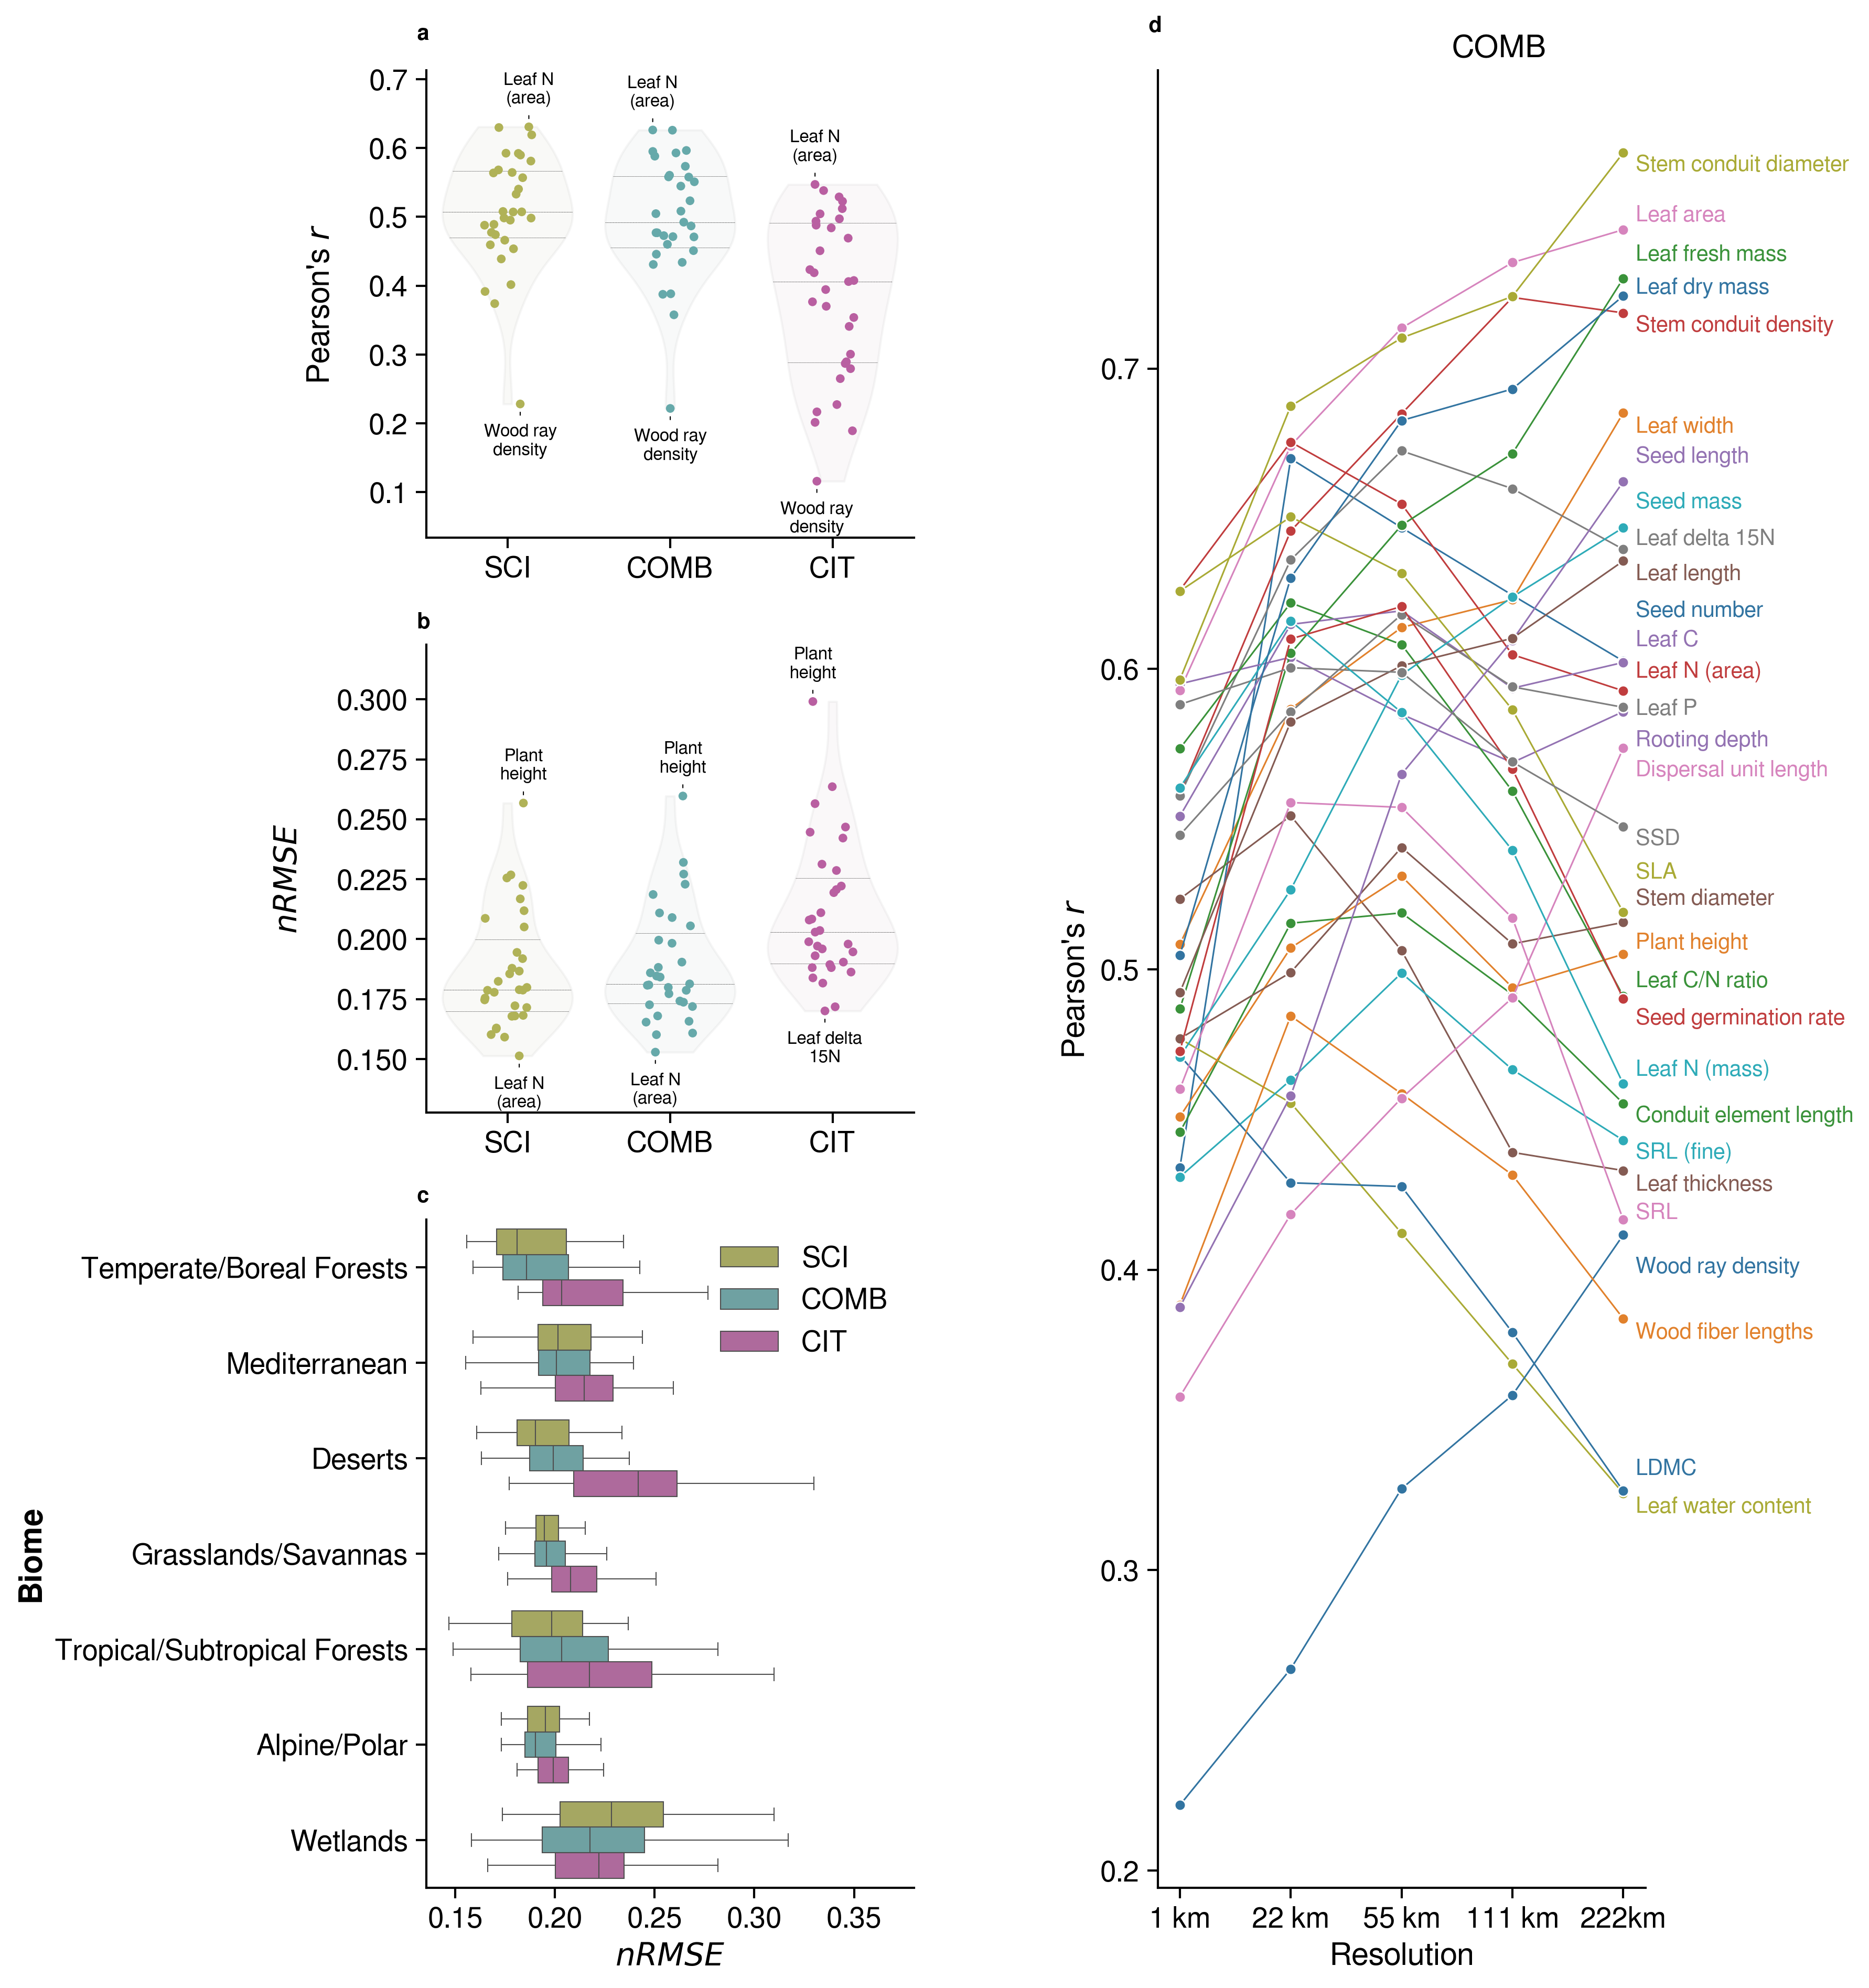 a
0.7
0.6
0.5
0.4
0.3
0.2
0.1
Pearson's r
Leaf N
(area)
Leaf N
(area)
Leaf N
(area)
Wood ray
density
Wood ray
density
Wood ray
density
SCI
COMB
CIT
b
0.300
0.275
0.250
0.225
0.200
0.175
0.150
nRMSE
Plant
height
Plant
height
Plant
height
Leaf N
(area)
Leaf N
(area)
Leaf delta
15N
SCI
COMB
CIT
c
SCI
COMB
CIT
Biome
Temperate/Boreal Forests
Mediterranean
Deserts
Grasslands/Savannas
Tropical/Subtropical Forests
Alpine/Polar
Wetlands
0.15
0.20
0.25
0.30
0.35
nRMSE
d
COMB
Pearson's r
0.7
0.6
0.5
0.4
0.3
0.2
Stem conduit diameter
Leaf area
Leaf fresh mass
Leaf dry mass
Stem conduit density
Leaf width
Seed length
Seed mass
Leaf delta 15N
Leaf length
Seed number
Leaf C
Leaf N (area)
Leaf P
Rooting depth
Dispersal unit length
SSD
SLA
Stem diameter
Plant height
Leaf C/N ratio
Seed germination rate
Leaf N (mass)
Conduit element length
SRL (fine)
Leaf thickness
SRL
Wood ray density
Wood fiber lengths
LDMC
Leaf water content
1 km
22 km
55 km
111 km
222km
Resolution